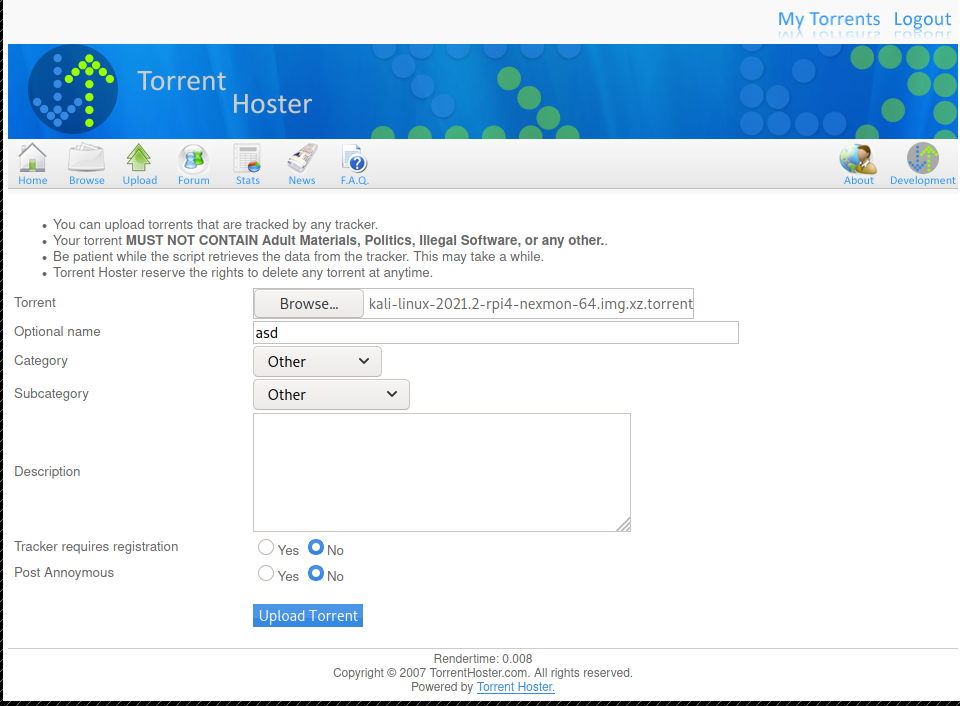 My Torrents Logout
Torrent
Hoster
Home Browse Upload Forum Stats News F.A.Q. About Development
You can upload torrents that are tracked by any tracker.
Your torrent MUST NOT CONTAIN Adult Materials, Politics, Illegal Software, or any other..
Be patient while the script retrieves the data from the tracker. This may take a while.
Torrent Hoster reserve the rights to delete any torrent at anytime.
Torrent Browse... kali-linux-2021.2-rpi4-nexmon-64.img.xz.torrent
Optional name asd
Category Other
Subcategory Other
Description
Tracker requires registration Yes No
Post Annoymous Yes No
Upload Torrent
Rendertime: 0.008
Copyright © 2007 TorrentHoster.com. All rights reserved.
Powered by Torrent Hoster.